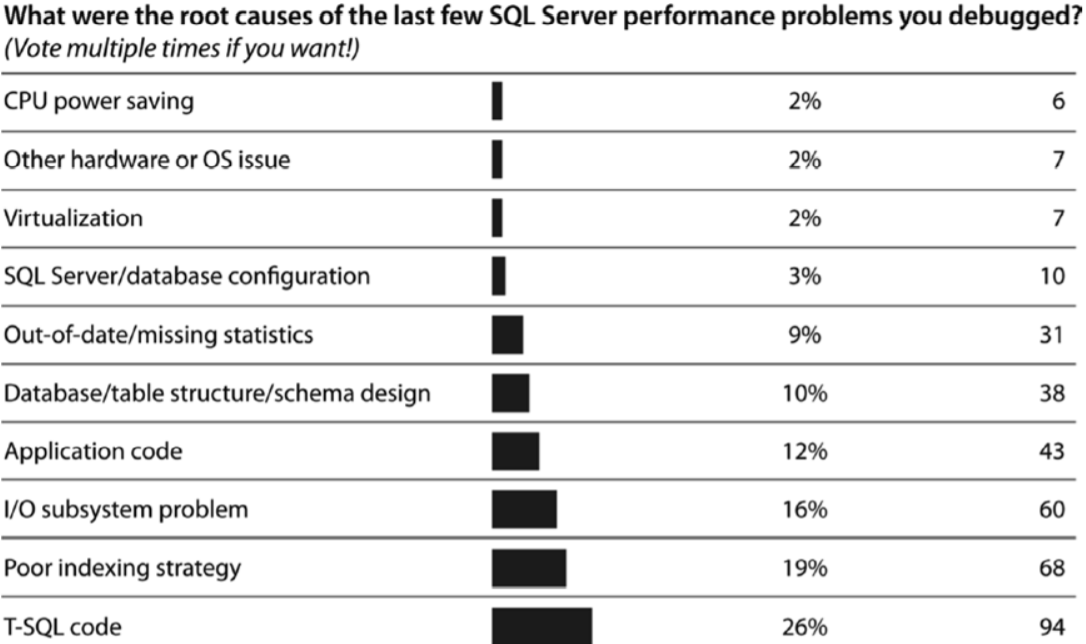 What were the root causes of the last few SQL Server performance problems you debugged?
(Vote multiple times if you want!)
CPU power saving 2% 6
Other hardware or OS issue 2% 7
Virtualization 2% 7
SQL Server/database configuration 3% 10
Out-of-date/missing statistics 9% 31
Database/table structure/schema design 10% 38
Application code 12% 43
I/O subsystem problem 16% 60
Poor indexing strategy 19% 68
T-SQL code 26% 94